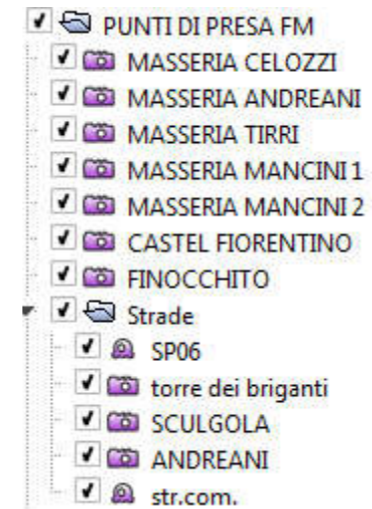 PUNTI DI PRESA FM
MASSERIA CELOZZI
MASSERIA ANDREANI
MASSERIA TIRRI
MASSERIA MANCINI 1
MASSERIA MANCINI 2
CASTEL FIORENTINO
FINOCCHITO
Strade
SP06
torre dei briganti
SCULGOLA
ANDREANI
str.com.